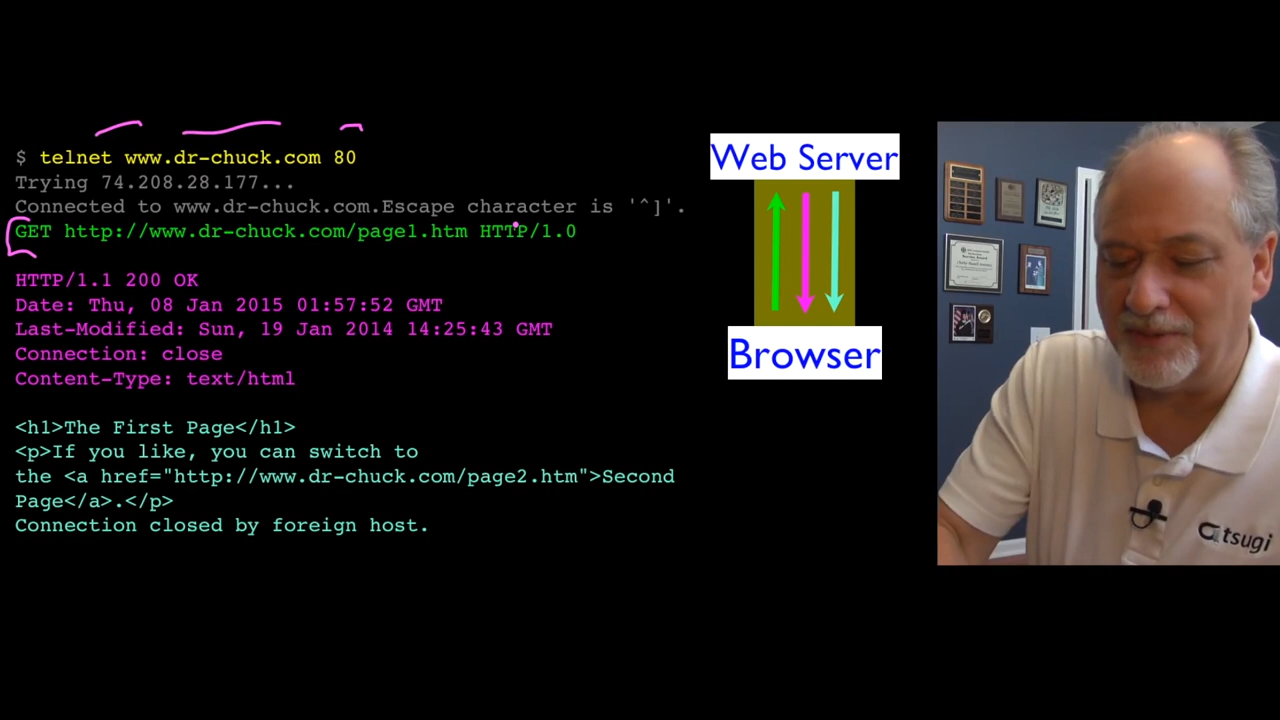 $ telnet www.dr-chuck.com 80
Trying 74.208.28.177...
Connected to www.dr-chuck.com.Escape character is '^]'.
GET http://www.dr-chuck.com/page1.htm HTTP/1.0
HTTP/1.1 200 OK
Date: Thu, 08 Jan 2015 01:57:52 GMT
Last-Modified: Sun, 19 Jan 2014 14:25:43 GMT
Connection: close
Content-Type: text/html
<h1>The First Page</h1>
<p>If you like, you can switch to
the <a href="http://www.dr-chuck.com/page2.htm">Second
Page</a>.</p>
Connection closed by foreign host.
Web Server
Browser
tsugi